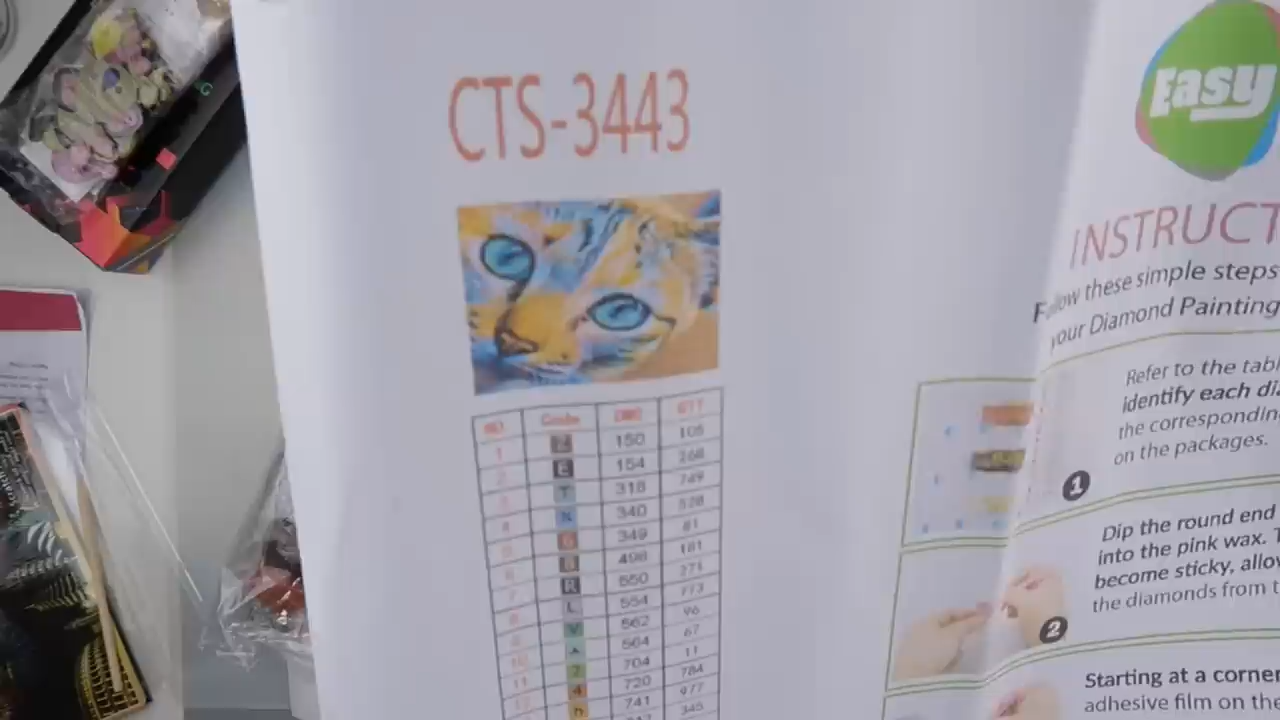 CTS-3443
NO. Code DMC QTY
1 N 150 105
2 E 154 268
3 T 318 749
4 K 340 528
5 G 349 81
6 B 498 181
7 R 550 271
8 L 554 773
9 V 562 96
10 564 67
11 2 704 11
4 720 784
h 741 977
345
Easy
INSTRUCT
Follow these simple steps
your Diamond Painting
Refer to the tabl
identify each di
the correspondin
on the packages.
1
Dip the round end
into the pink wax. T
become sticky, allo
the diamonds from t
2
Starting at a corner
adhesive film on the